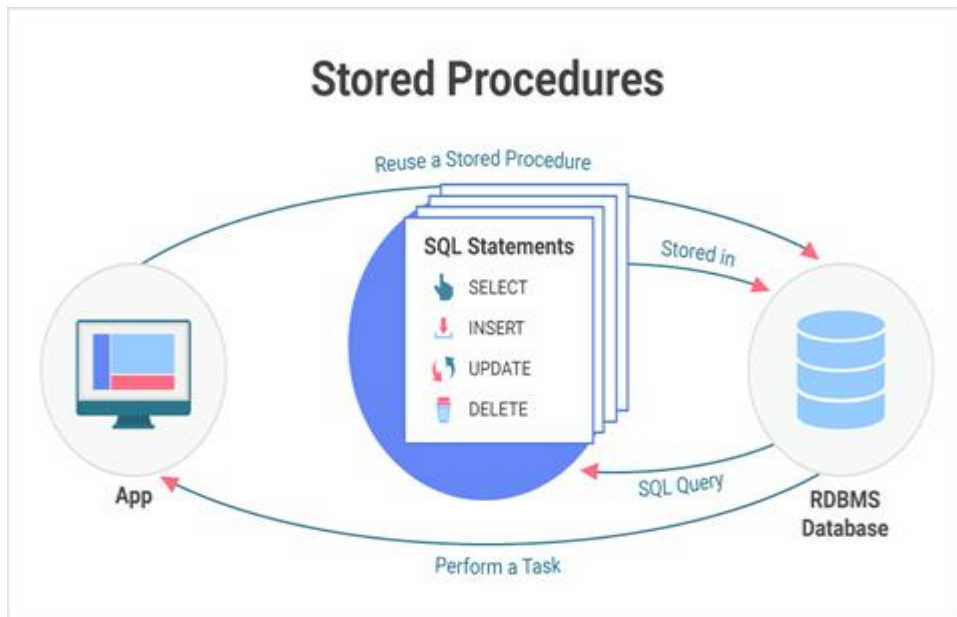 Stored Procedures
Reuse a Stored Procedure
SQL Statements
Stored in
SELECT
INSERT
UPDATE
DELETE
SQL Query
App
RDBMS
Database
Perform a Task